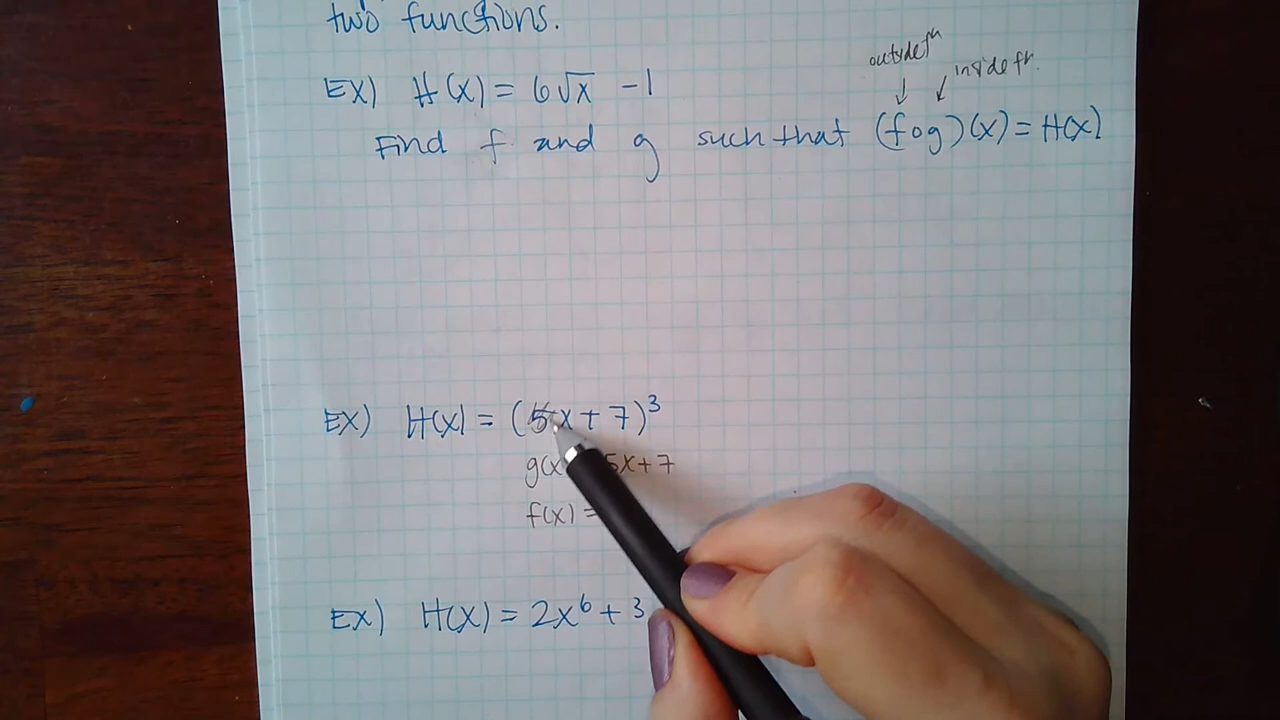 two functions.
outside fn
inside fn.
EX) H(x) = 6√x - 1
Find f and g such that (fog)(x) = H(x)
EX) H(x) = (5x + 7)³
g(x 5x + 7
f(x) =
EX) H(x) = 2x⁶ + 3